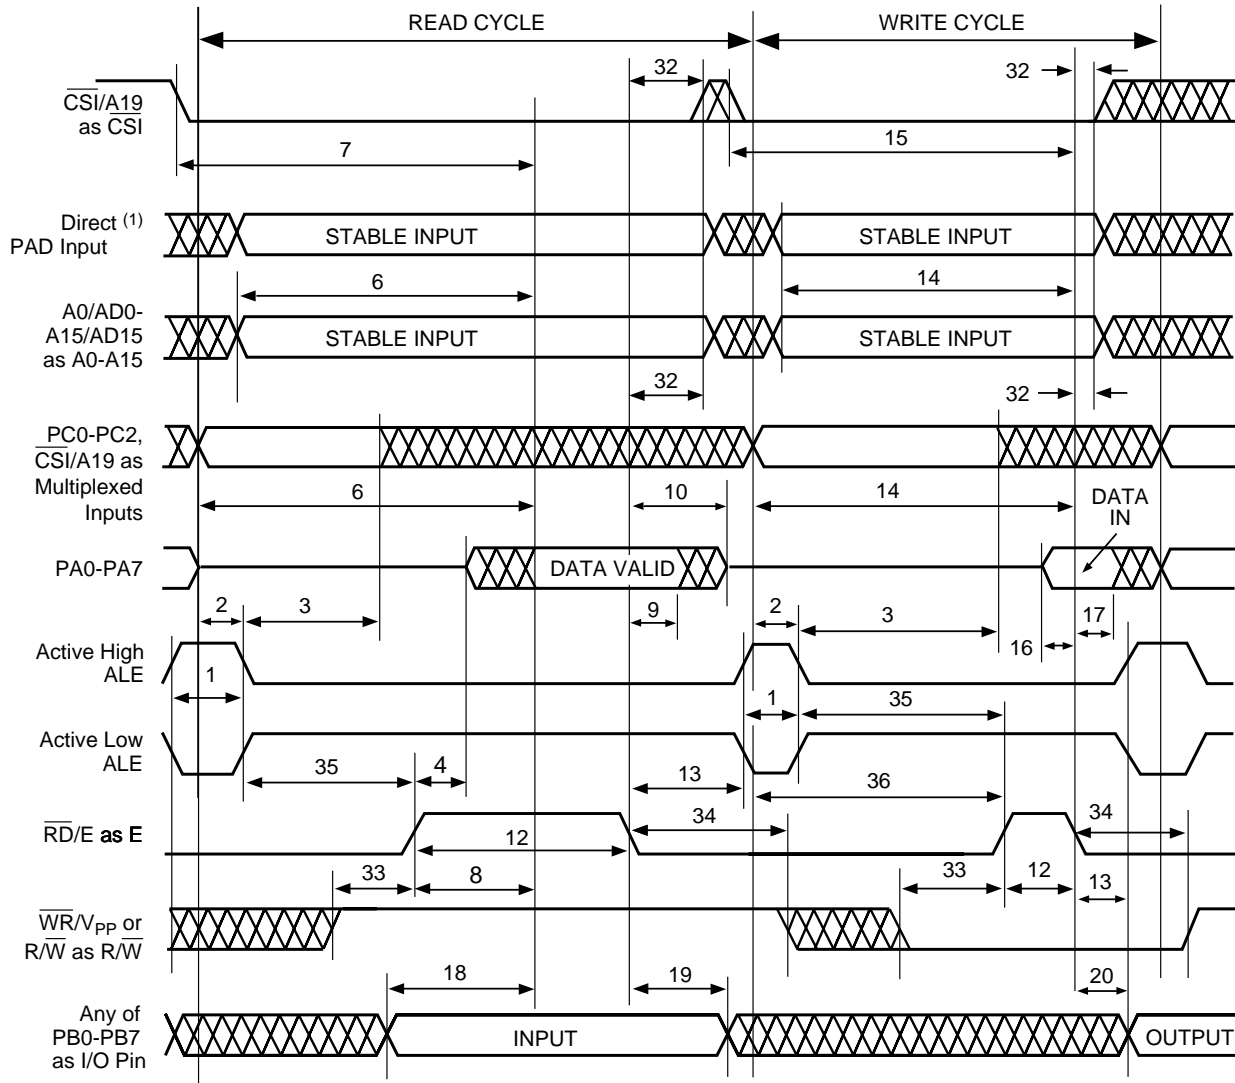 READ CYCLE
WRITE CYCLE
32
32
CSI/A19
as CSI
7
15
Direct (1)
PAD Input
STABLE INPUT
STABLE INPUT
6
14
A0/AD0-
A15/AD15
as A0-A15
STABLE INPUT
STABLE INPUT
32
32
PC0-PC2,
CSI/A19 as
Multiplexed
Inputs
6
10
14
DATA
IN
PA0-PA7
DATA VALID
2
3
9
2
3
16
17
Active High
ALE
1
1
35
Active Low
ALE
35
4
13
36
RD/E as E
12
34
34
33
8
33
12
13
WR/VPP or
R/W as R/W
18
19
20
Any of
PB0-PB7
as I/O Pin
INPUT
OUTPUT